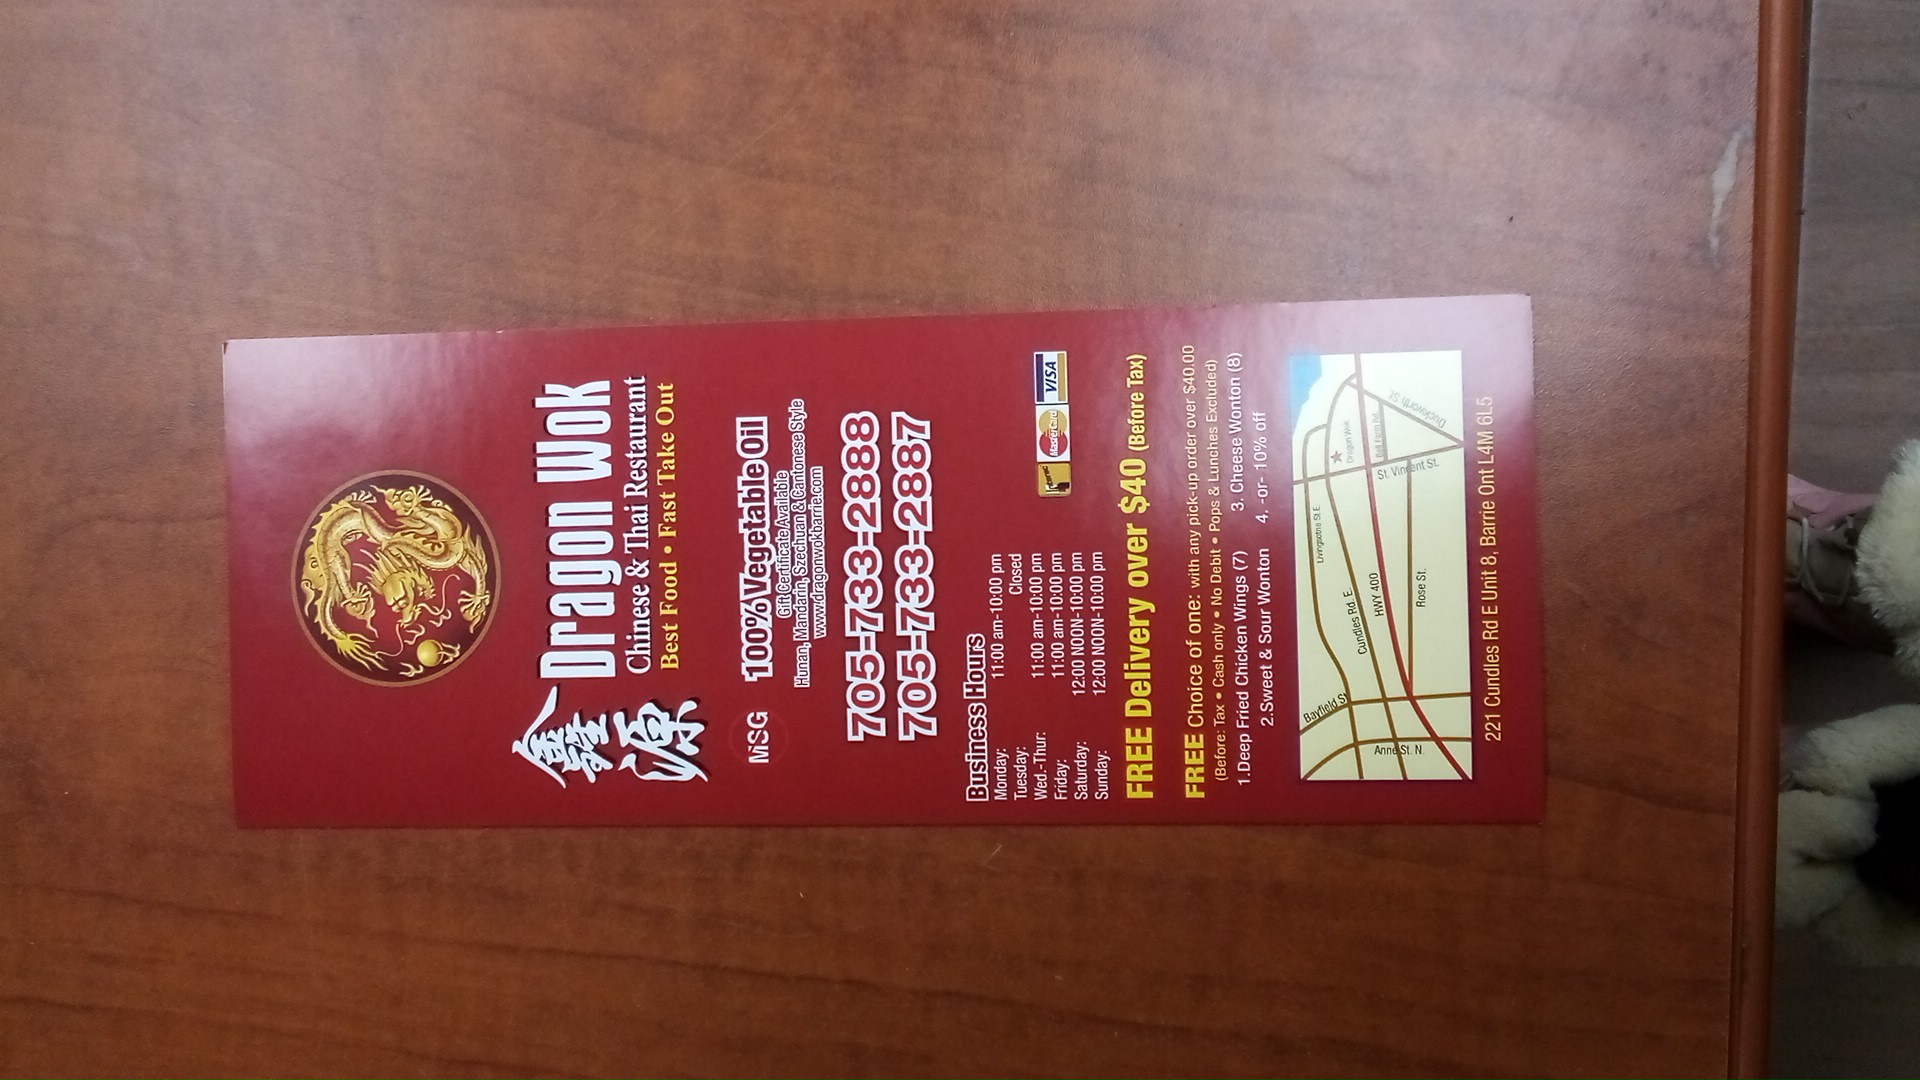 鑫源
Dragon Wok
Chinese & Thai Restaurant
Best Food • Fast Take Out
MSG
100% Vegetable Oil
Gift Certificate Available
Hunan, Mandarin, Szechuan & Cantonese Style
www.dragonwokbarrie.com
705-733-2888
705-733-2887
Business Hours
Monday: 11:00 am-10:00 pm
Tuesday: Closed
Wed.-Thur: 11:00 am-10:00 pm
Friday: 11:00 am-10:00 pm
Saturday: 12:00 NOON-10:00 pm
Sunday: 12:00 NOON-10:00 pm
MasterCard
VISA
FREE Delivery over $40 (Before Tax)
FREE Choice of one: with any pick-up order over $40.00
(Before: Tax • Cash only • No Debit • Pops & Lunches Excluded)
1.Deep Fried Chicken Wings (7) 3. Cheese Wonton (8)
2.Sweet & Sour Wonton 4. -or- 10% off
Livingstone St. E.
Dragon Wok
Bell Farm Rd.
Duckworth St.
St. Vincent St.
Cundles Rd. E.
HWY 400
Rose St.
Bayfield St.
Anne St. N.
221 Cundles Rd E Unit 8, Barrie Ont L4M 6L5